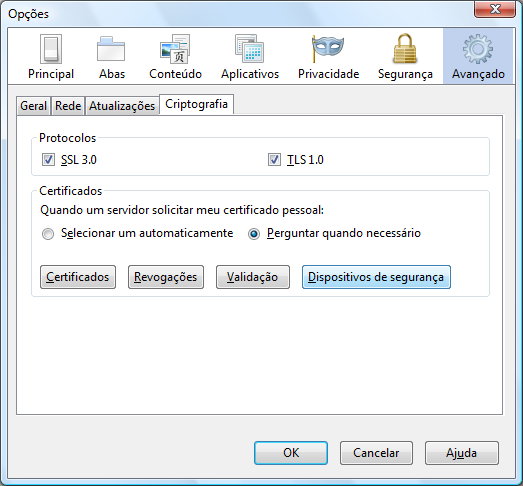 Opções
Principal Abas Conteúdo Aplicativos Privacidade Segurança Avançado
Geral Rede Atualizações Criptografia
Protocolos
SSL 3.0 TLS 1.0
Certificados
Quando um servidor solicitar meu certificado pessoal:
Selecionar um automaticamente Perguntar quando necessário
Certificados Revogações Validação Dispositivos de segurança
OK Cancelar Ajuda